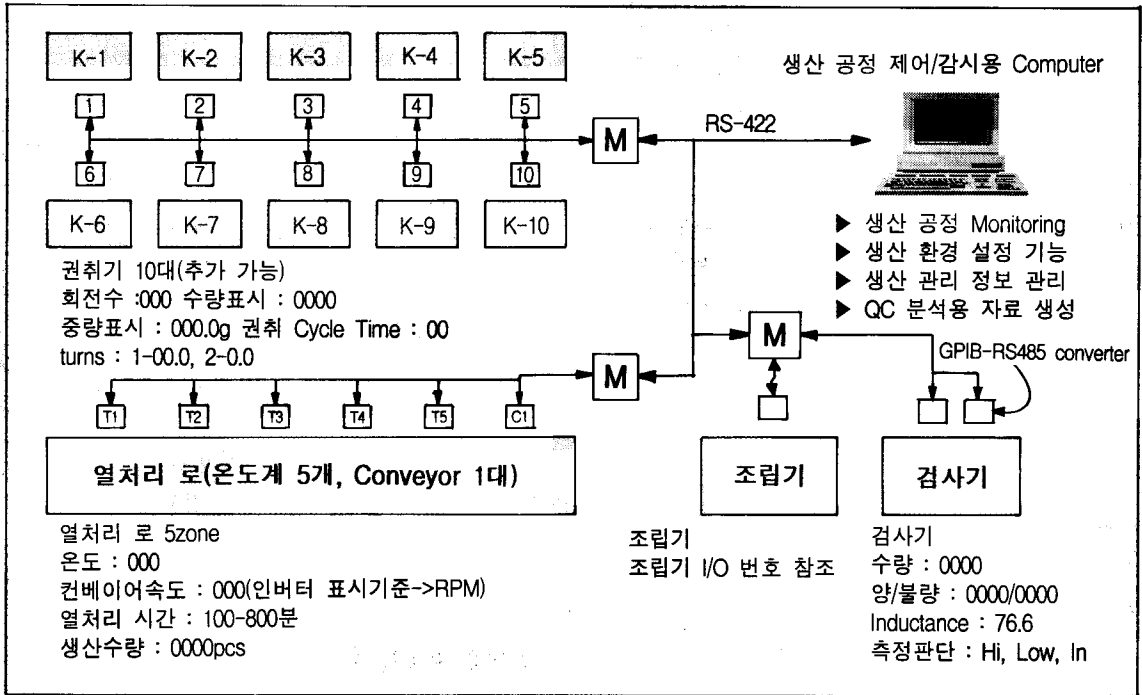 K-1 K-2 K-3 K-4 K-5
생산 공정 제어/감시용 Computer
1 2 3 4 5
M
RS-422
6 7 8 9 10
K-6 K-7 K-8 K-9 K-10
▶ 생산 공정 Monitoring
▶ 생산 환경 설정 기능
▶ 생산 관리 정보 관리
▶ QC 분석용 자료 생성
권취기 10대(추가 가능)
회전수 :000 수량표시 : 0000
중량표시 : 000.0g 권취 Cycle Time : 00
turns : 1-00.0, 2-0.0
M
GPIB-RS485 converter
M
T1 T2 T3 T4 T5 C1
열처리 로(온도계 5개, Conveyor 1대)
조립기
검사기
열처리 로 5zone
온도 : 000
컨베이어속도 : 000(인버터 표시기준->RPM)
열처리 시간 : 100-800분
생산수량 : 0000pcs
조립기
조립기 I/O 번호 참조
검사기
수량 : 0000
양/불량 : 0000/0000
Inductance : 76.6
측정판단 : Hi, Low, In